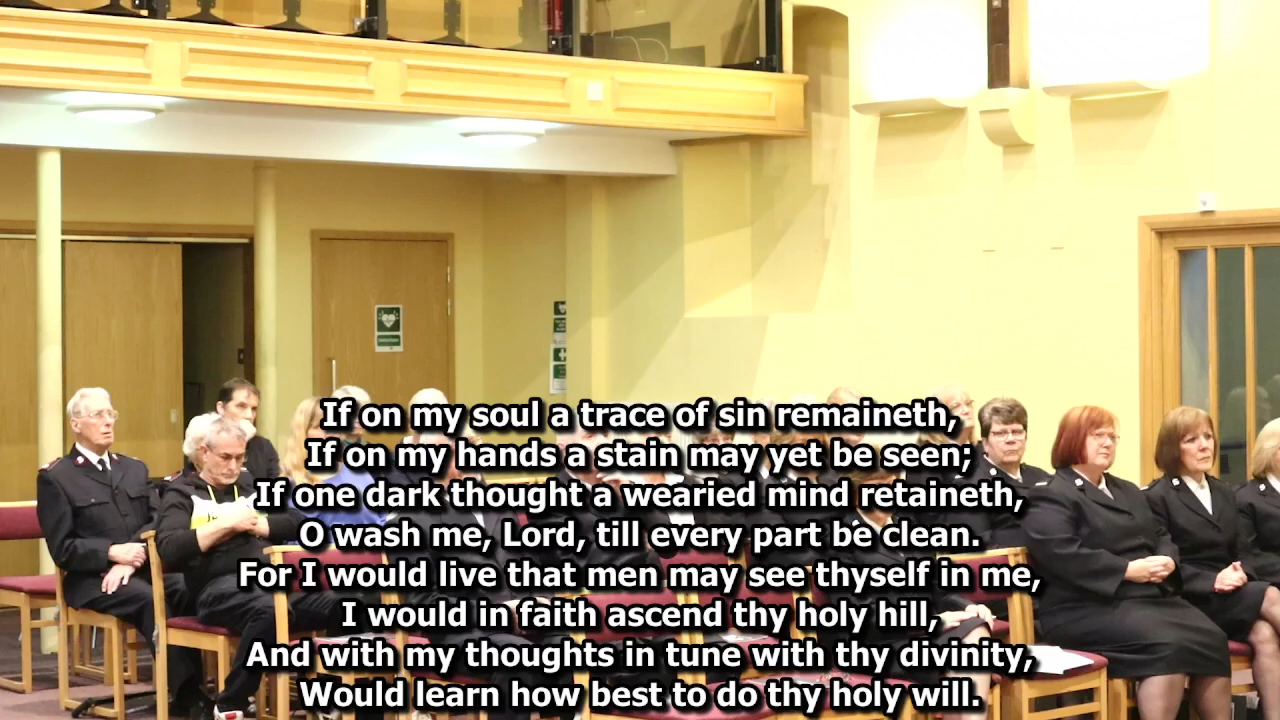 If on my soul a trace of sin remaineth,
If on my hands a stain may yet be seen;
If one dark thought a wearied mind retaineth,
O wash me, Lord, till every part be clean.
For I would live that men may see thyself in me,
I would in faith ascend thy holy hill,
And with my thoughts in tune with thy divinity,
Would learn how best to do thy holy will.